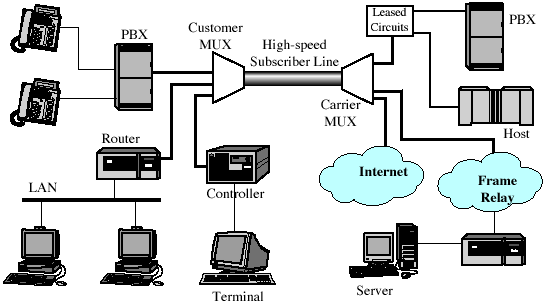 PBX
Customer
MUX
High-speed
Subscriber Line
Leased
Circuits
PBX
Carrier
MUX
Host
Router
LAN
Controller
Internet
Frame
Relay
Terminal
Server